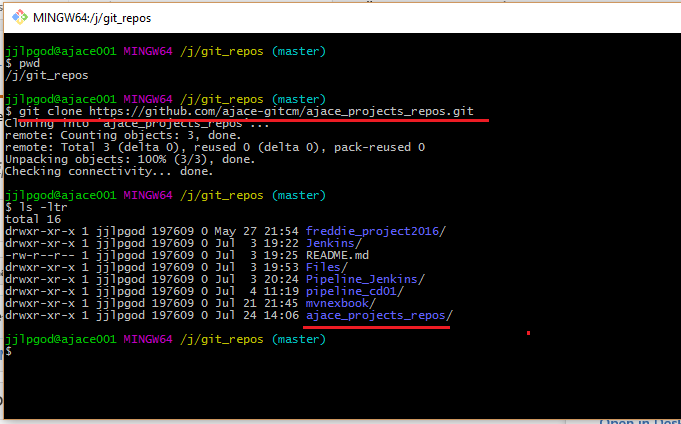 MINGW64:/j/git_repos
jjlpgod@ajace001 MINGW64 /j/git_repos (master)
$ pwd
/j/git_repos
jjlpgod@ajace001 MINGW64 /j/git_repos (master)
$ git clone https://github.com/ajace-gitcm/ajace_projects_repos.git
Cloning into 'ajace_projects_repos'...
remote: Counting objects: 3, done.
remote: Total 3 (delta 0), reused 0 (delta 0), pack-reused 0
Unpacking objects: 100% (3/3), done.
Checking connectivity... done.
jjlpgod@ajace001 MINGW64 /j/git_repos (master)
$ ls -ltr
total 16
drwxr-xr-x 1 jjlpgod 197609 0 May 27 21:54 freddie_project2016/
drwxr-xr-x 1 jjlpgod 197609 0 Jul  3 19:22 Jenkins/
-rw-r--r-- 1 jjlpgod 197609 0 Jul  3 19:25 README.md
drwxr-xr-x 1 jjlpgod 197609 0 Jul  3 19:53 Files/
drwxr-xr-x 1 jjlpgod 197609 0 Jul  3 20:24 Pipeline_Jenkins/
drwxr-xr-x 1 jjlpgod 197609 0 Jul  4 11:19 pipeline_cd01/
drwxr-xr-x 1 jjlpgod 197609 0 Jul 21 21:45 mvnexbook/
drwxr-xr-x 1 jjlpgod 197609 0 Jul 24 14:06 ajace_projects_repos/
jjlpgod@ajace001 MINGW64 /j/git_repos (master)
$